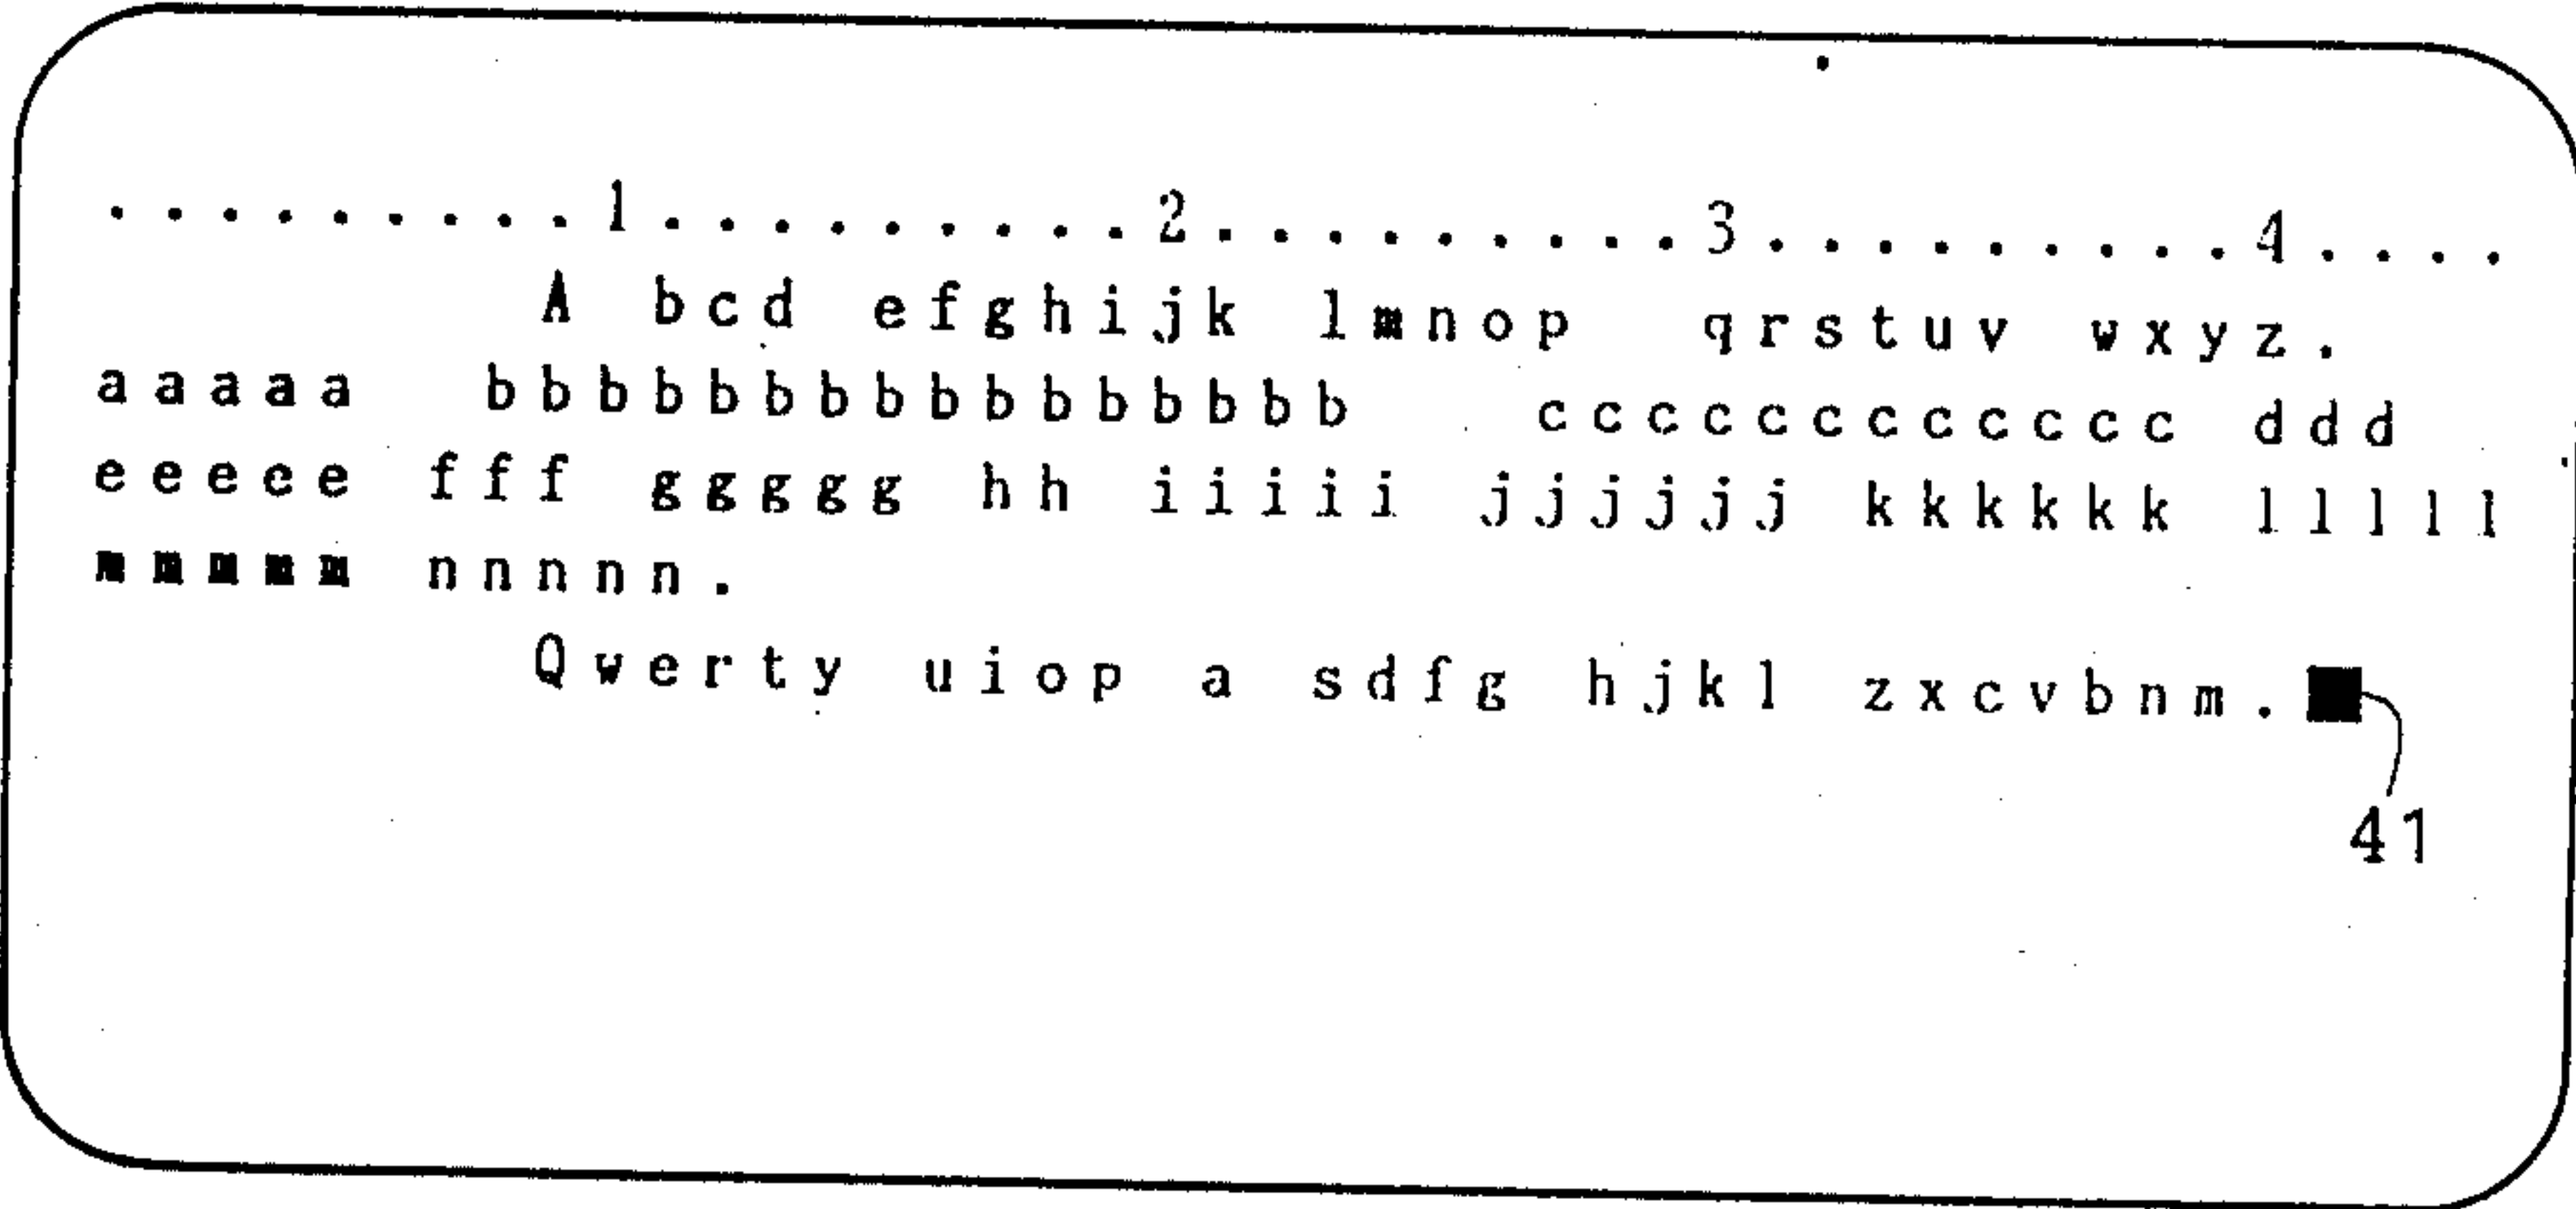 .........1.........2.........3.........4....
A bcd efghijk lmnop qrstuv wxyz.
aaaaa bbbbbbbbbbbbbbbb cccccccccccc ddd
eeeee fff ggggg hh iiiii jjjjjj kkkkkk lllll
mmmmm nnnnn.
Qwerty uiop a sdfg hjkl zxcvbnm.
41